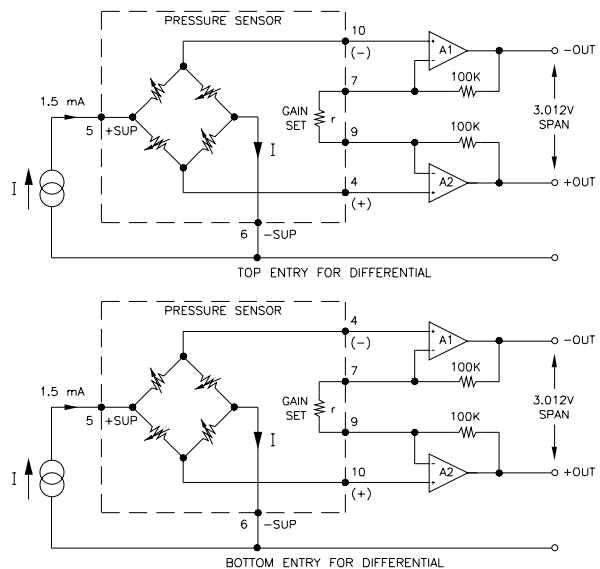 PRESSURE SENSOR
10
(-)
+
A1
-
-OUT
7
100K
1.5 mA
GAIN
SET
r
3.012V
SPAN
5
+SUP
I
9
100K
-
A2
+
+OUT
I
4
(+)
6
-SUP
TOP ENTRY FOR DIFFERENTIAL
PRESSURE SENSOR
4
(-)
+
A1
-
-OUT
7
100K
1.5 mA
GAIN
SET
r
3.012V
SPAN
5
+SUP
I
9
100K
-
A2
+
+OUT
I
10
(+)
6
-SUP
BOTTOM ENTRY FOR DIFFERENTIAL